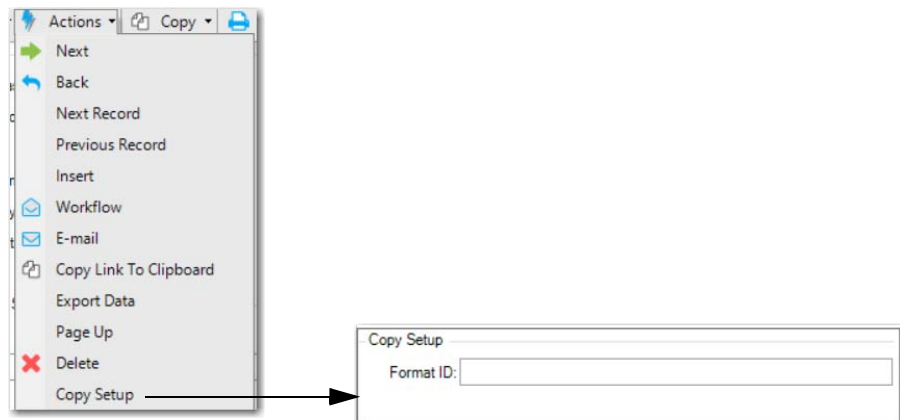 Actions Copy
Next
Back
Next Record
Previous Record
Insert
Workflow
E-mail
Copy Link To Clipboard
Export Data
Page Up
Delete
Copy Setup
Copy Setup
Format ID: